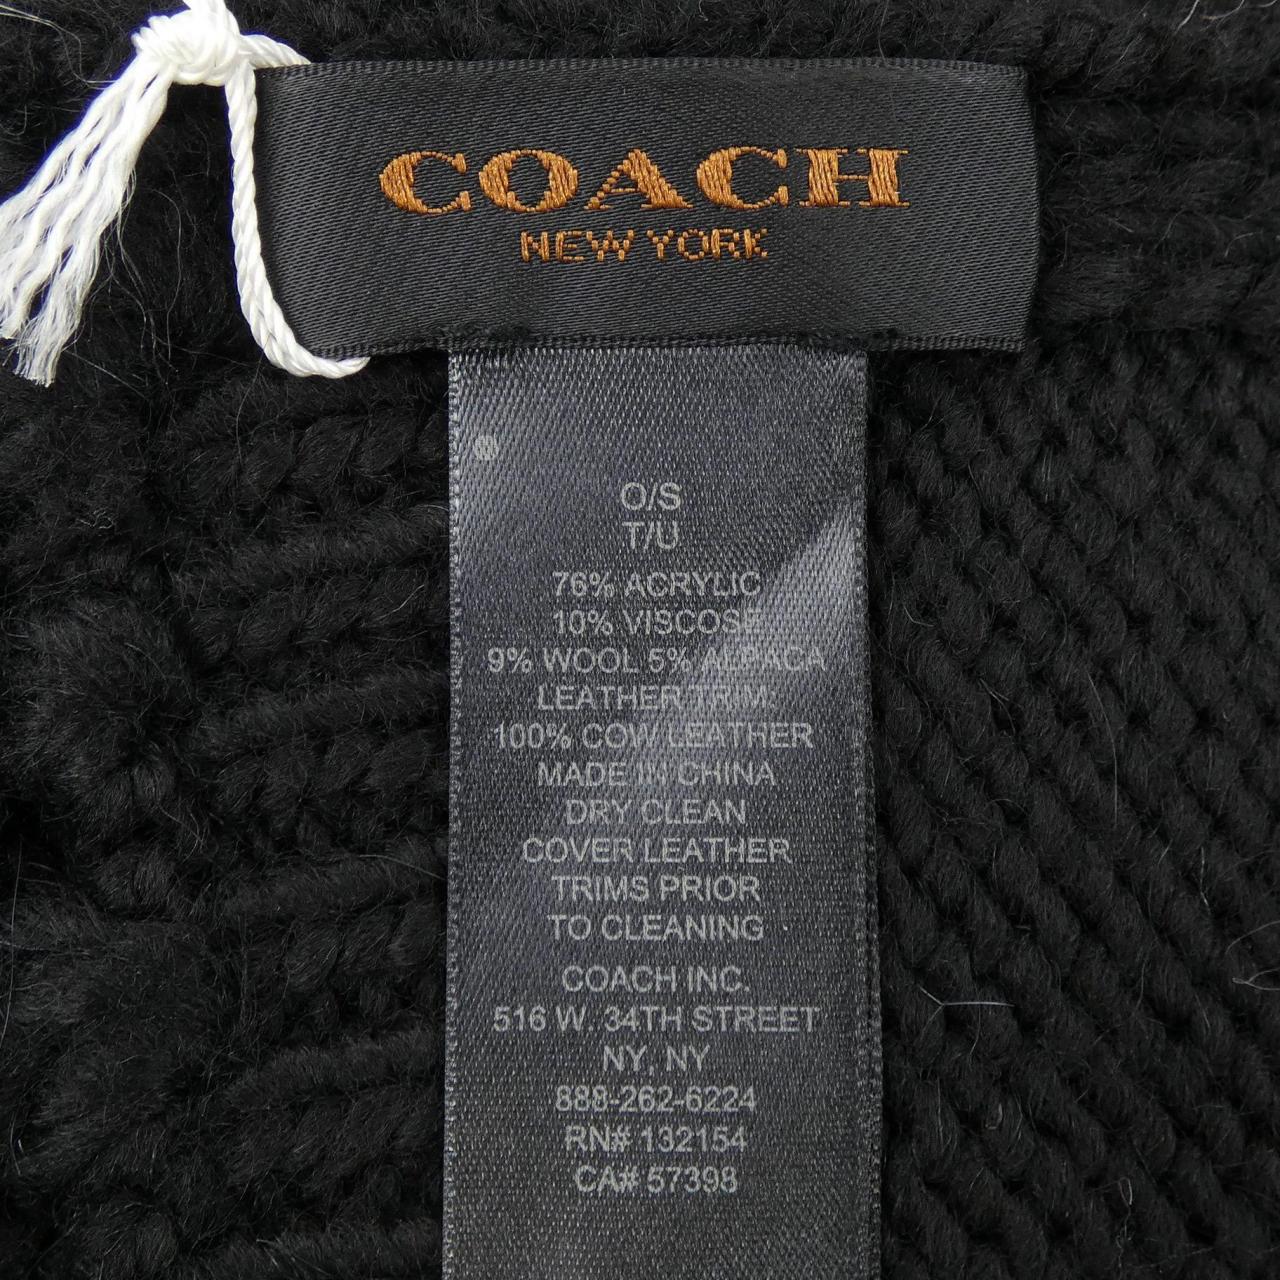 COACH
NEW YORK
O/S
T/U
76% ACRYLIC
10% VISCOSE
9% WOOL 5% ALPACA
LEATHER TRIM:
100% COW LEATHER
MADE IN CHINA
DRY CLEAN
COVER LEATHER
TRIMS PRIOR
TO CLEANING
COACH INC.
516 W. 34TH STREET
NY, NY
888-262-6224
RN# 132154
CA# 57398